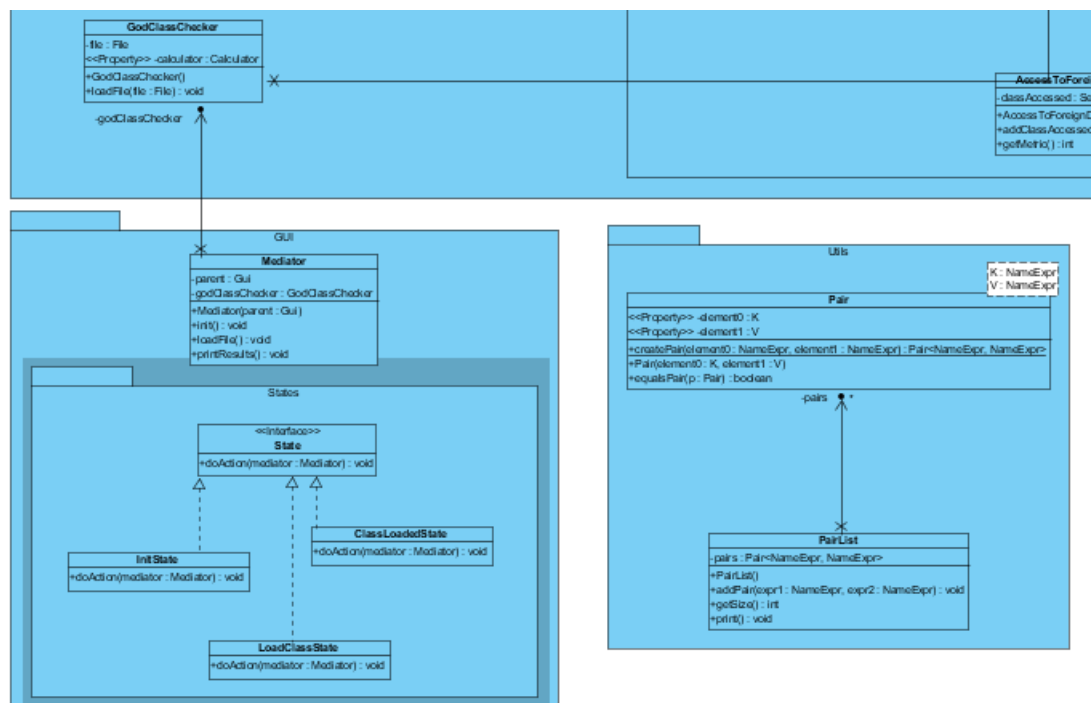 GodClassChecker
-file : File
<<Property>> -calculator : Calculator
+GodClassChecker()
+loadFile(file : File) : void
-godClassChecker
AccessToForei
-classAccessed : Se
+AccessToForeignD
+addClassAccessed
+getMetric() : int
GUI
Mediator
-parent : Gui
-godClassChecker : GodClassChecker
+Mediator(parent : Gui)
+init() : void
+loadFile() : void
+printResults() : void
States
<<Interface>>
State
+doAction(mediator : Mediator) : void
InitState
+doAction(mediator : Mediator) : void
ClassLoadedState
+doAction(mediator : Mediator) : void
LoadClassState
+doAction(mediator : Mediator) : void
Utils
K : NameExpr
V : NameExpr
Pair
<<Property>> -element0 : K
<<Property>> -element1 : V
+createPair(element0 : NameExpr, element1 : NameExpr) : Pair<NameExpr, NameExpr>
+Pair(element0 : K, element1 : V)
+equalsPair(p : Pair) : boolean
-pairs *
PairList
-pairs : Pair<NameExpr, NameExpr>
+PairList()
+addPair(expr1 : NameExpr, expr2 : NameExpr) : void
+getSize() : int
+print() : void